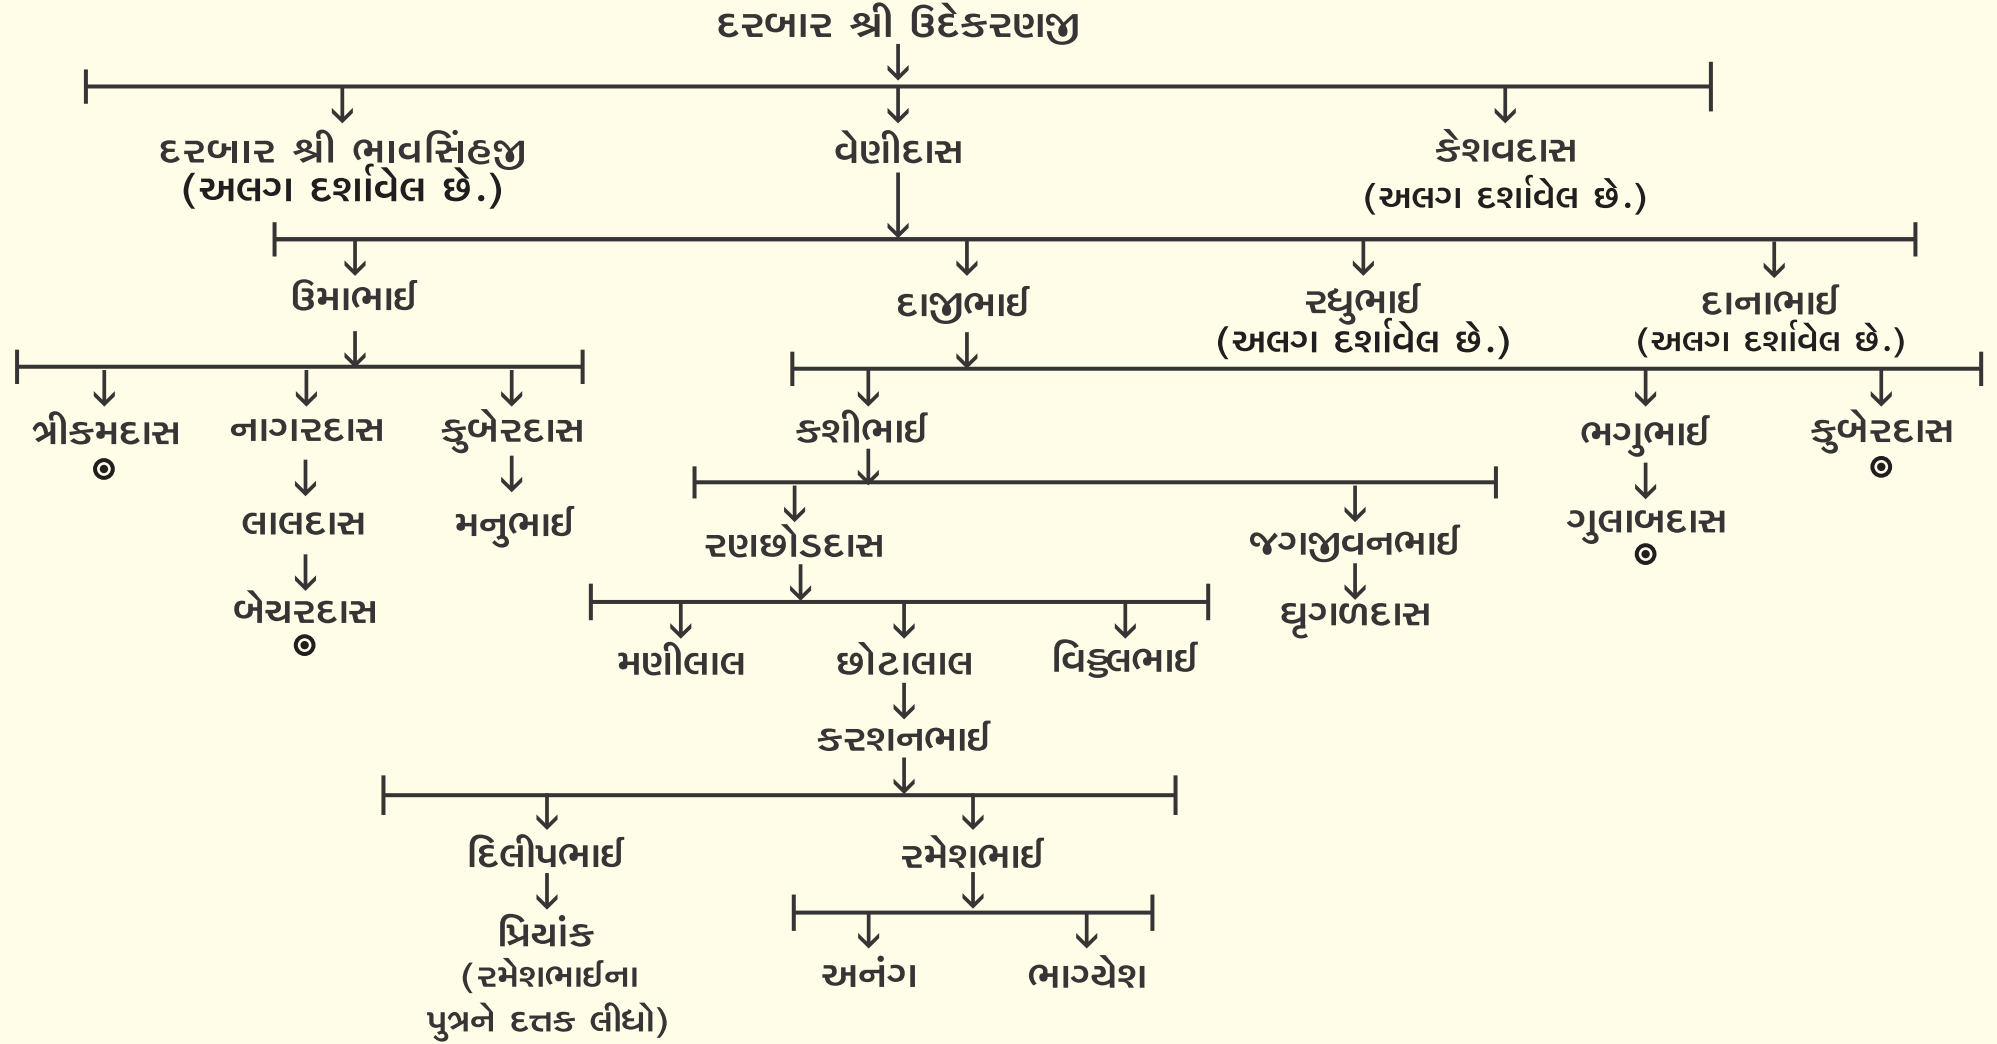 દરબાર શ્રી ઉદેકરણજી
દરબાર શ્રી ભાવસિંહજી
(અલગ દર્શાવેલ છે.)
વેણીદાસ
કેશવદાસ
(અલગ દર્શાવેલ છે.)
ઉમાભાઈ
દાજીભાઈ
રઘુભાઈ
(અલગ દર્શાવેલ છે.)
દાનાભાઈ
(અલગ દર્શાવેલ છે.)
ત્રીકમદાસ
નાગરદાસ
કુબેરદાસ
કશીભાઈ
ભગુભાઈ
કુબેરદાસ
લાલદાસ
મનુભાઈ
રણછોડદાસ
જગજીવનભાઈ
ગુલાબદાસ
બેચરદાસ
ધૃગળદાસ
મણીલાલ
છોટાલાલ
વિઠ્ઠલભાઈ
કરશનભાઈ
દિલીપભાઈ
રમેશભાઈ
પ્રિયાંક
(રમેશભાઈના
પુત્રને દત્તક લીધો)
અનંગ
ભાગ્યેશ